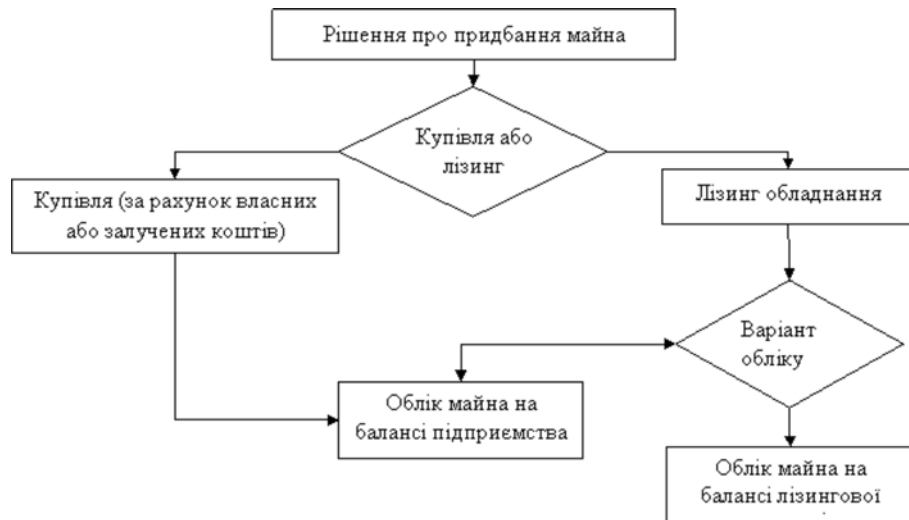 Рішення про придбання майна
Купівля або
лізинг
Купівля (за рахунок власних
або залучених коштів)
Лізинг обладнання
Варіант
обліку
Облік майна на
балансі підприємства
Облік майна на
балансі лізингової